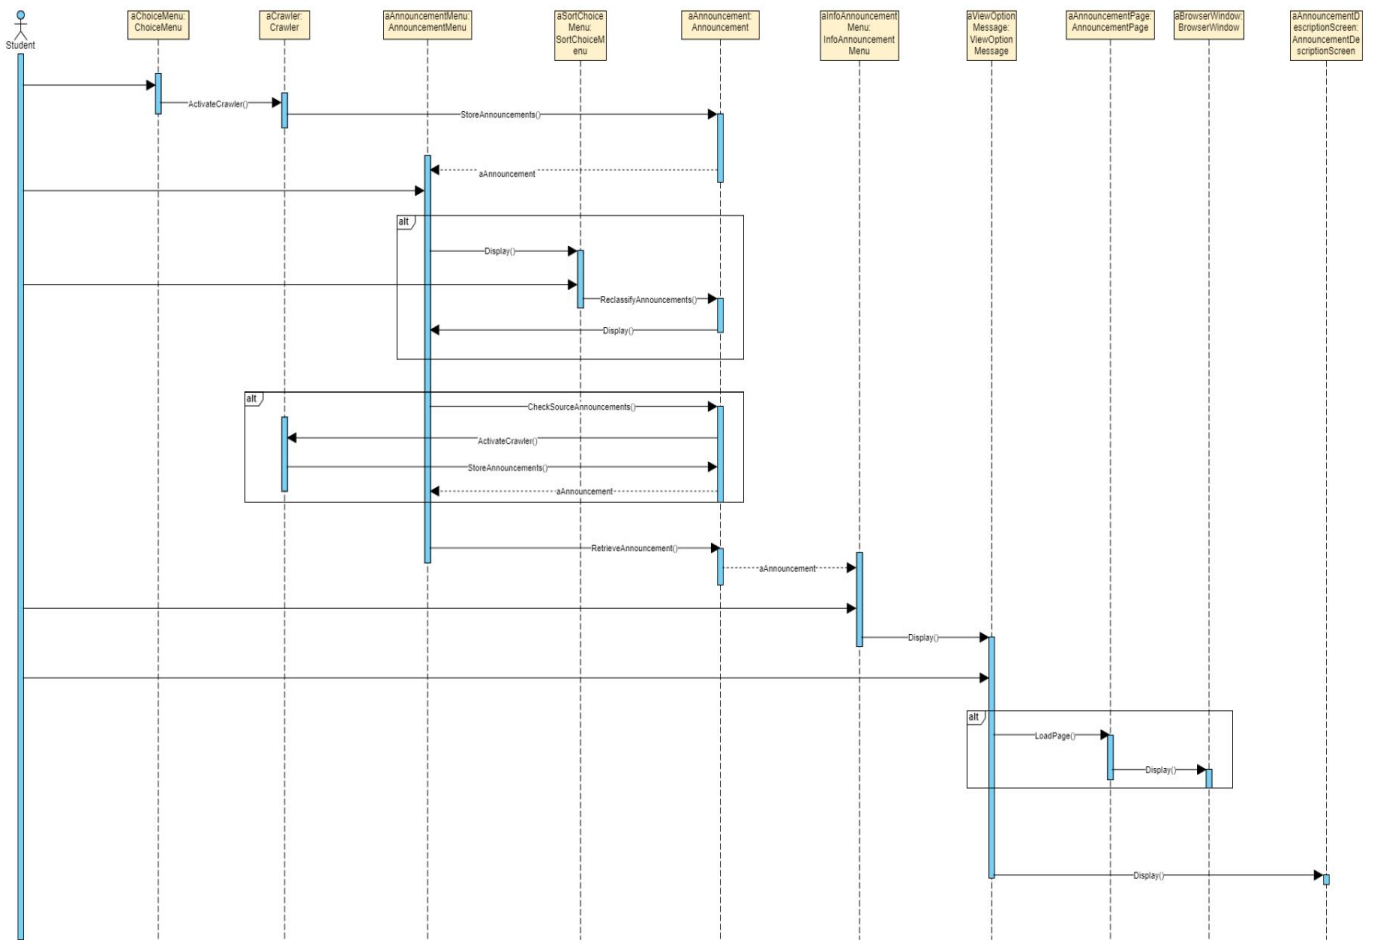 Student
aChoiceMenu:
ChoiceMenu
aCrawler:
Crawler
aAnnouncementMenu:
AnnouncementMenu
aSortChoice
Menu:
SortChoiceM
enu
aAnnouncement:
Announcement
aInfoAnnouncement
Menu:
InfoAnnouncement
Menu
aViewOption
Message:
ViewOption
Message
aAnnouncementPage:
AnnouncementPage
aBrowserWindow:
BrowserWindow
aAnnouncementD
escriptionScreen:
AnnouncementDe
scriptionScreen
ActivateCrawler()
StoreAnnouncements()
aAnnouncement
alt
Display()
ReclassifyAnnouncements()
Display()
alt
CheckSourceAnnouncements()
ActivateCrawler()
StoreAnnouncements()
aAnnouncement
RetrieveAnnouncement()
aAnnouncement
Display()
alt
LoadPage()
Display()
Display()